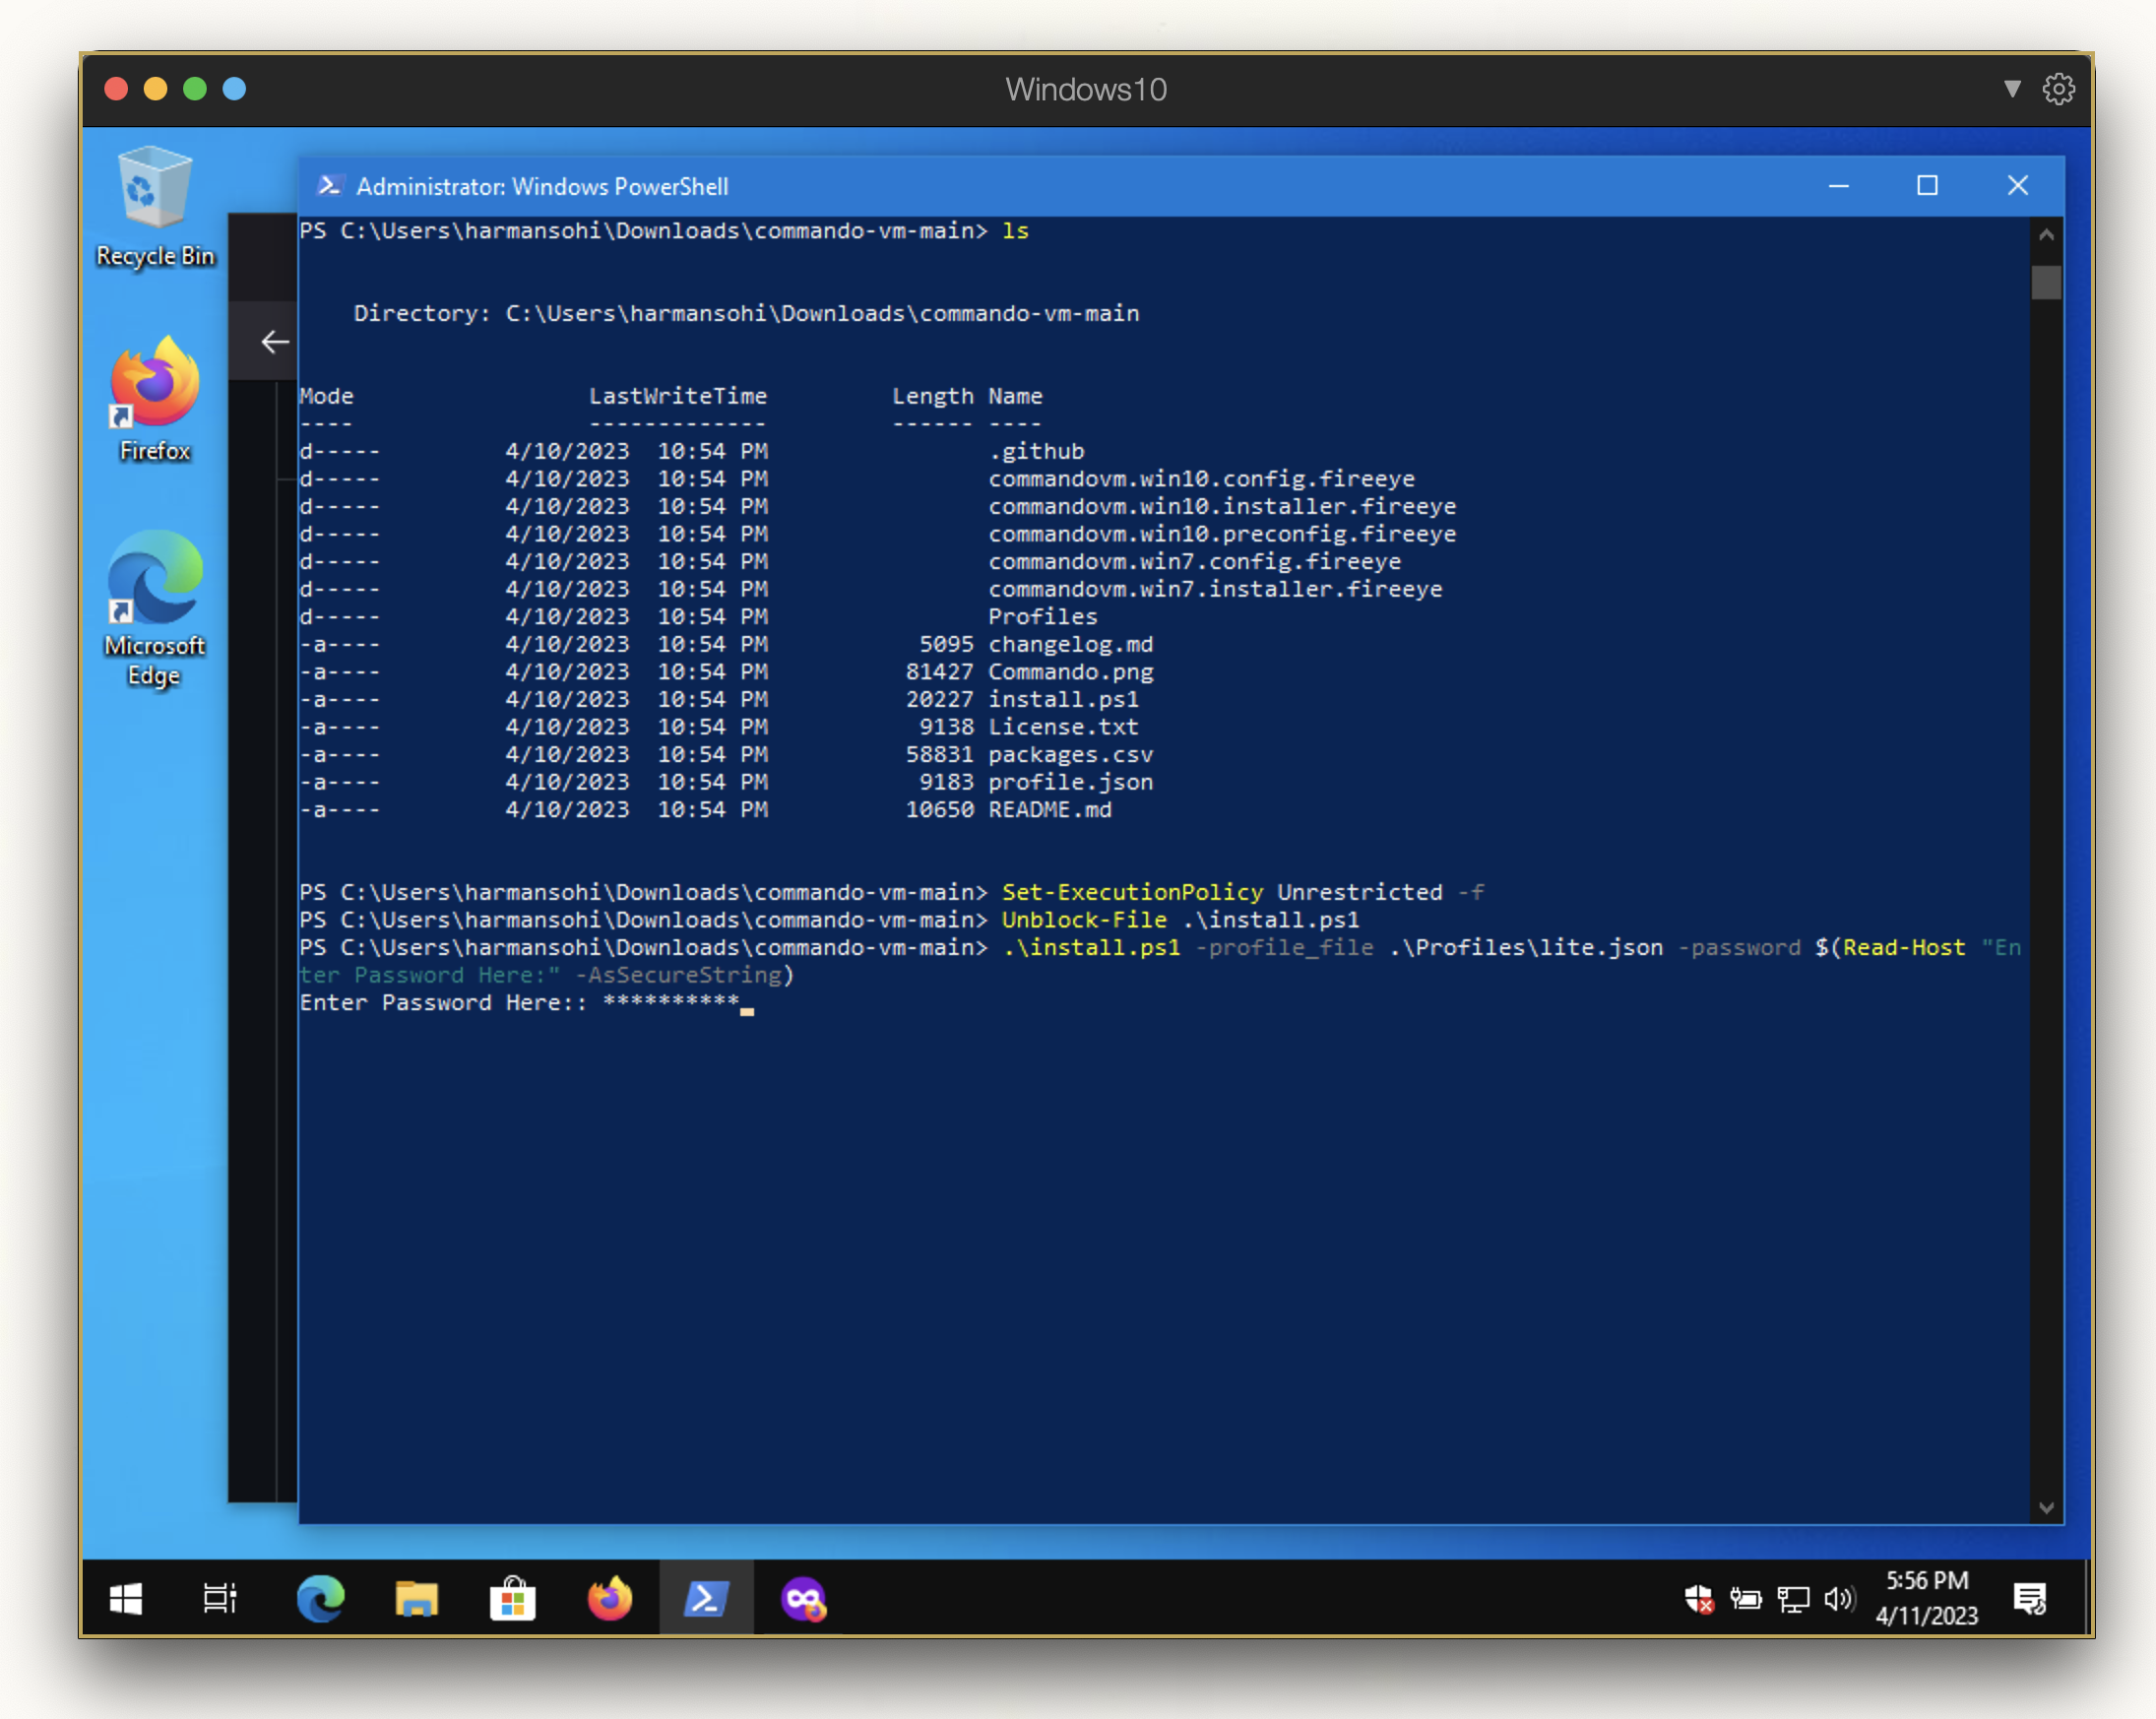 Windows10
Recycle Bin
Firefox
Microsoft
Edge
Administrator: Windows PowerShell
PS C:\Users\harmansohi\Downloads\commando-vm-main> ls
Directory: C:\Users\harmansohi\Downloads\commando-vm-main
Mode LastWriteTime Length Name
---- ------------- ------ ----
d----- 4/10/2023 10:54 PM .github
d----- 4/10/2023 10:54 PM commandovm.win10.config.fireeye
d----- 4/10/2023 10:54 PM commandovm.win10.installer.fireeye
d----- 4/10/2023 10:54 PM commandovm.win10.preconfig.fireeye
d----- 4/10/2023 10:54 PM commandovm.win7.config.fireeye
d----- 4/10/2023 10:54 PM commandovm.win7.installer.fireeye
d----- 4/10/2023 10:54 PM Profiles
-a---- 4/10/2023 10:54 PM 5095 changelog.md
-a---- 4/10/2023 10:54 PM 81427 Commando.png
-a---- 4/10/2023 10:54 PM 20227 install.ps1
-a---- 4/10/2023 10:54 PM 9138 License.txt
-a---- 4/10/2023 10:54 PM 58831 packages.csv
-a---- 4/10/2023 10:54 PM 9183 profile.json
-a---- 4/10/2023 10:54 PM 10650 README.md
PS C:\Users\harmansohi\Downloads\commando-vm-main> Set-ExecutionPolicy Unrestricted -f
PS C:\Users\harmansohi\Downloads\commando-vm-main> Unblock-File .\install.ps1
PS C:\Users\harmansohi\Downloads\commando-vm-main> .\install.ps1 -profile_file .\Profiles\lite.json -password $(Read-Host "En
ter Password Here:" -AsSecureString)
Enter Password Here:: **********
5:56 PM
4/11/2023